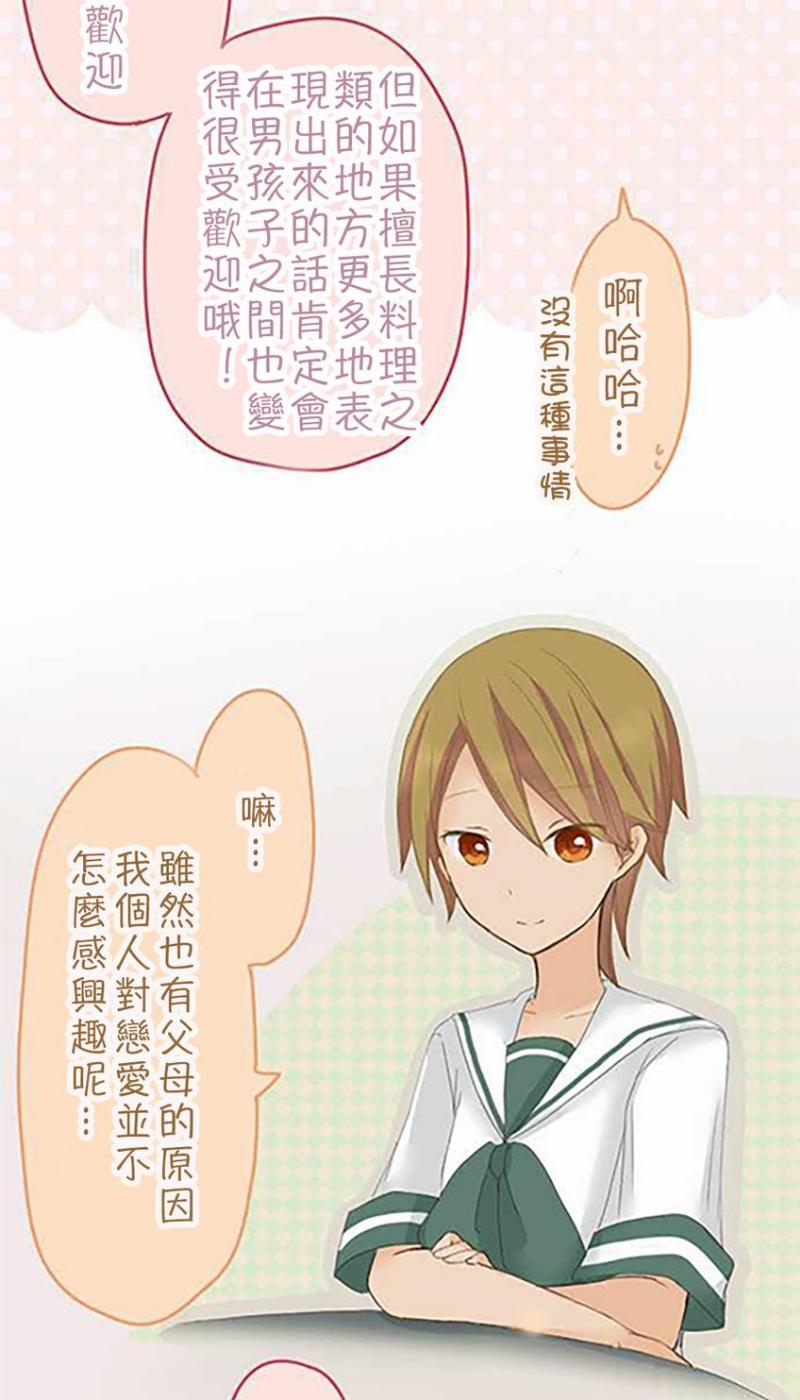 歡迎
但如果擅長料理之
類的地方更多地表
現出來的話肯定會
在男孩子之間也變
得很受歡迎哦！
啊哈哈…
沒有這種事情
嘛…
雖然也有父母的原因
我個人對戀愛並不
怎麼感興趣呢…